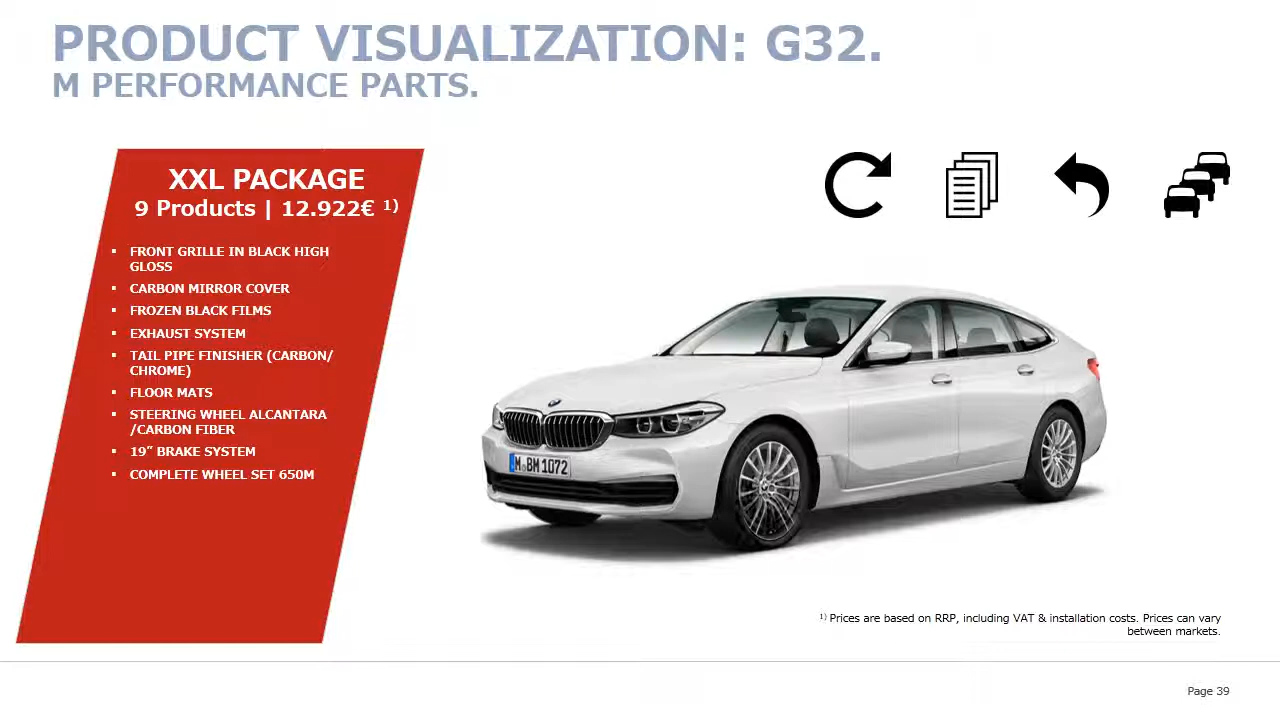 PRODUCT VISUALIZATION: G32.
M PERFORMANCE PARTS.
XXL PACKAGE
9 Products | 12.922€ 1)
▪ FRONT GRILLE IN BLACK HIGH
GLOSS
▪ CARBON MIRROR COVER
▪ FROZEN BLACK FILMS
▪ EXHAUST SYSTEM
▪ TAIL PIPE FINISHER (CARBON/
CHROME)
▪ FLOOR MATS
▪ STEERING WHEEL ALCANTARA
/CARBON FIBER
▪ 19” BRAKE SYSTEM
▪ COMPLETE WHEEL SET 650M
M BM 1072
1) Prices are based on RRP, including VAT & installation costs. Prices can vary
between markets.
Page 39